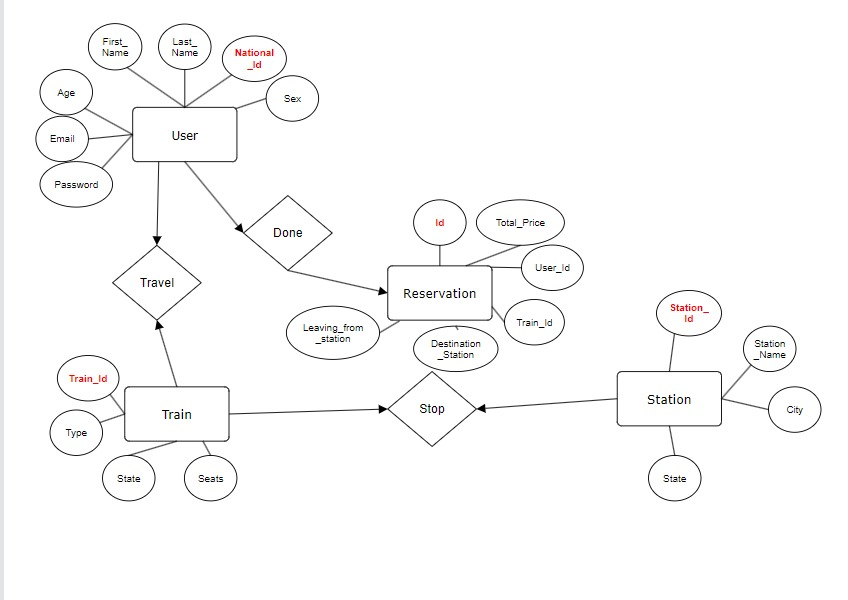 First_
Name
Last_
Name
National
_Id
Sex
Age
Email
Password
User
Done
Travel
Id
Total_Price
User_Id
Train_Id
Reservation
Leaving_from
_station
Destination
_Station
Station_
Id
Station
_Name
City
State
Station
Stop
Train_Id
Type
State
Seats
Train